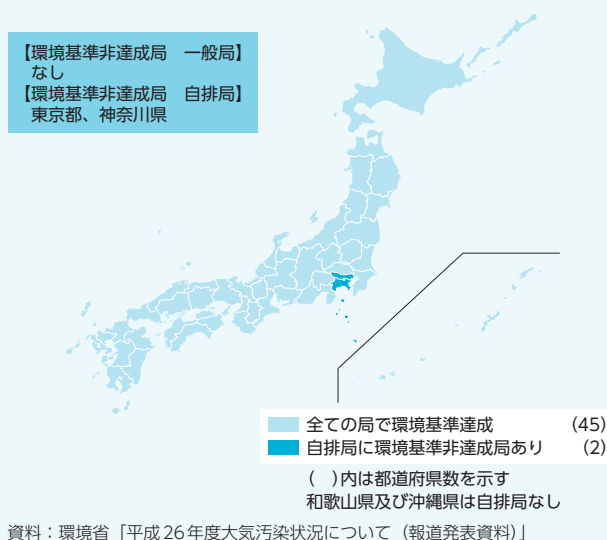 【環境基準非達成局　一般局】
なし
【環境基準非達成局　自排局】
東京都、神奈川県
全ての局で環境基準達成　(45)
自排局に環境基準非達成局あり　(2)
(　)内は都道府県数を示す
和歌山県及び沖縄県は自排局なし
資料：環境省「平成26年度大気汚染状況について（報道発表資料）」